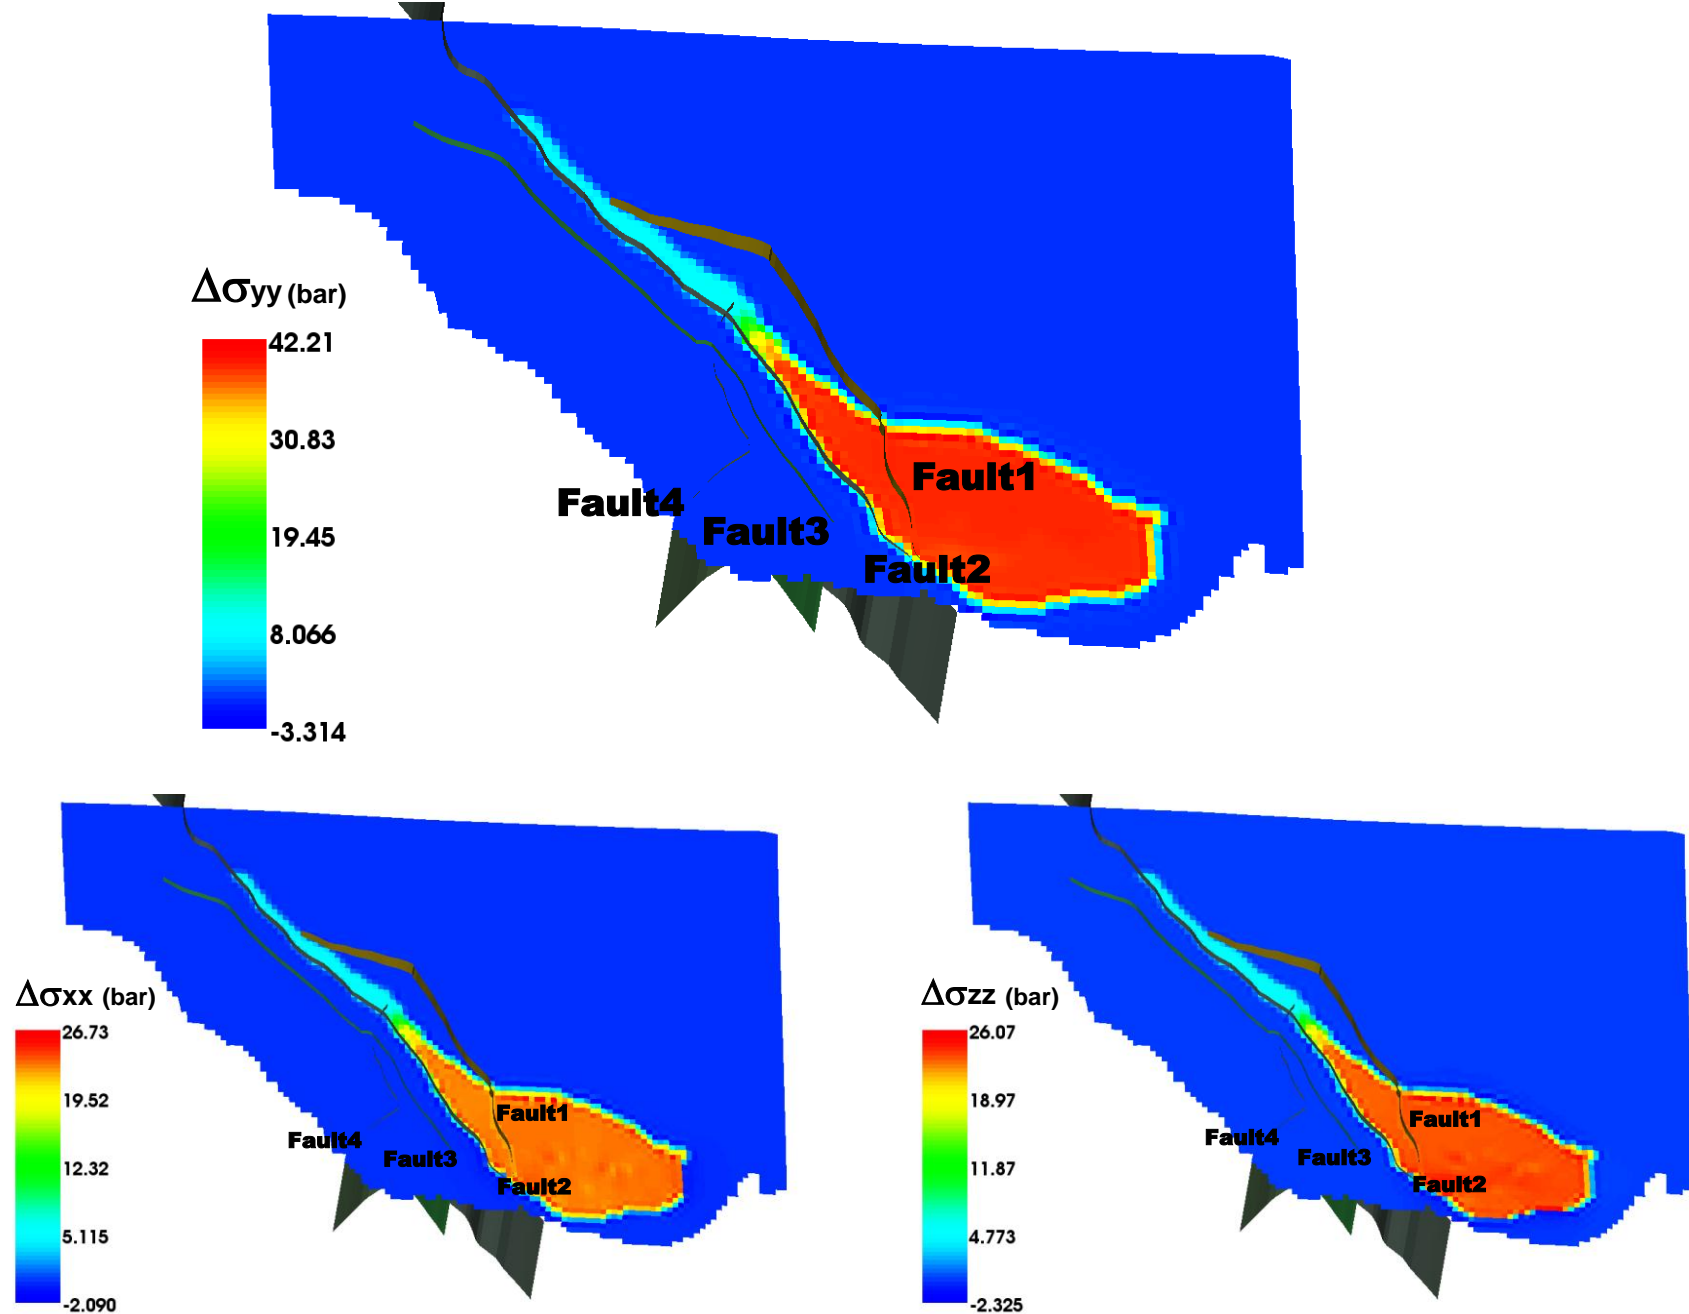 Δσyy (bar)
42.21
30.83
19.45
8.066
-3.314
Fault1
Fault4
Fault3
Fault2
Δσxx (bar)
26.73
19.52
12.32
5.115
-2.090
Fault1
Fault4
Fault3
Fault2
Δσzz (bar)
26.07
18.97
11.87
4.773
-2.325
Fault1
Fault4
Fault3
Fault2